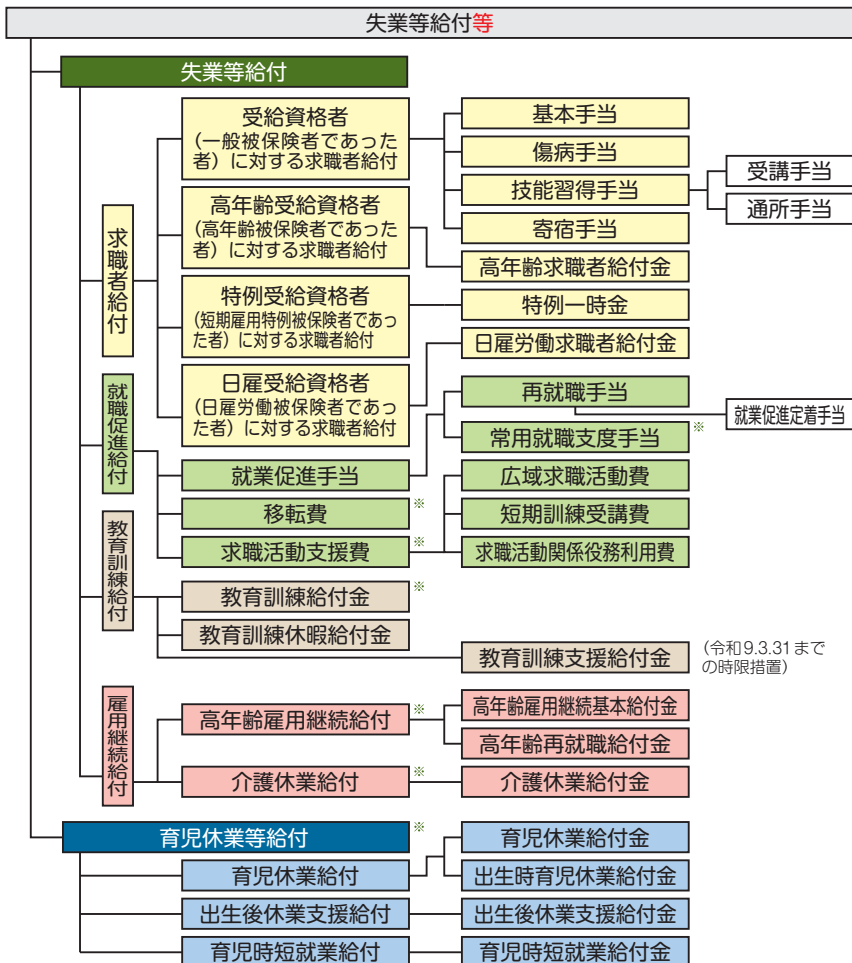 失業等給付等
失業等給付
求職者給付
受給資格者
(一般被保険者であった
者)に対する求職者給付
基本手当
傷病手当
技能習得手当
受講手当
通所手当
寄宿手当
高年齢受給資格者
(高年齢被保険者であった
者)に対する求職者給付
高年齢求職者給付金
特例受給資格者
(短期雇用特例被保険者であっ
た者)に対する求職者給付
特例一時金
日雇受給資格者
(日雇労働被保険者であっ
た者)に対する求職者給付
日雇労働求職者給付金
就職促進給付
就業促進手当
再就職手当
就業促進定着手当
常用就職支度手当※
移転費※
求職活動支援費※
広域求職活動費
短期訓練受講費
求職活動関係役務利用費
教育訓練給付
教育訓練給付金※
教育訓練休暇給付金
教育訓練支援給付金
(令和9.3.31まで
の時限措置)
雇用継続給付
高年齢雇用継続給付※
高年齢雇用継続基本給付金
高年齢再就職給付金
介護休業給付※
介護休業給付金
育児休業等給付※
育児休業給付
育児休業給付金
出生時育児休業給付金
出生後休業支援給付
出生後休業支援給付金
育児時短就業給付
育児時短就業給付金